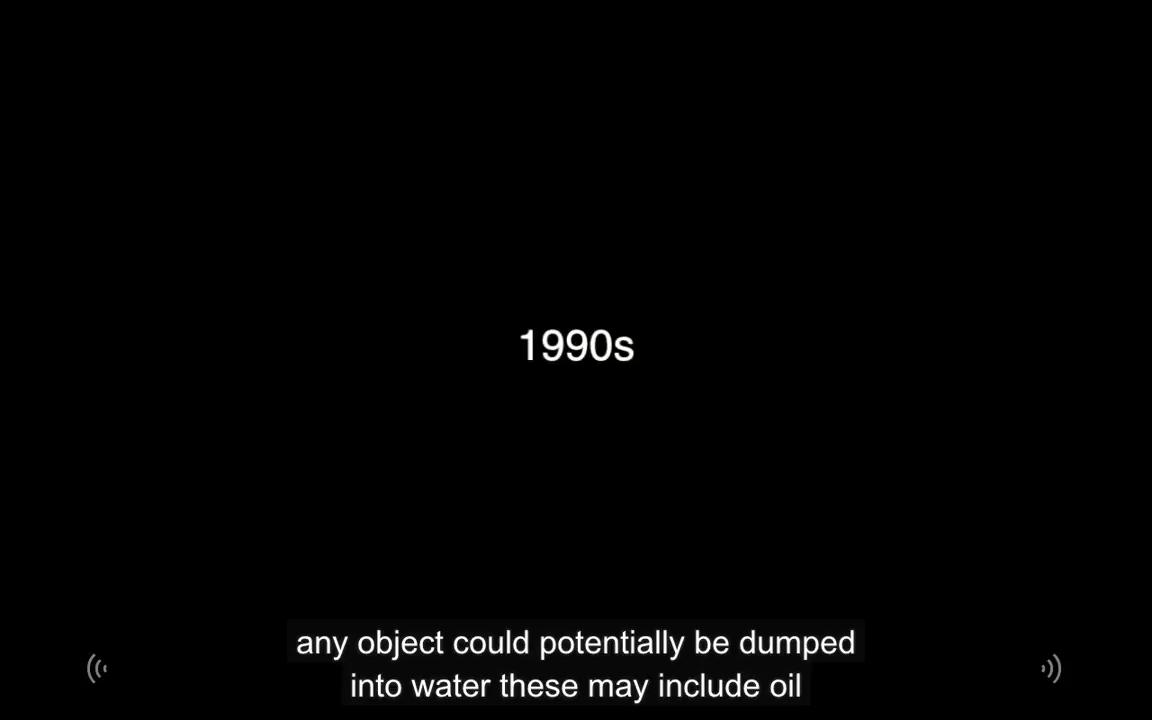 1990s
any object could potentially be dumped
into water these may include oil